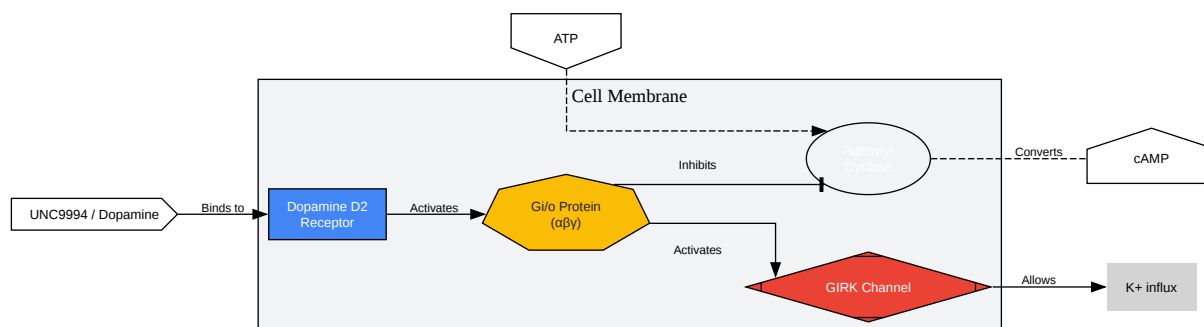 ATP
Cell Membrane
Adenylyl
Cyclase
Converts
cAMP
Inhibits
UNC9994 / Dopamine
Binds to
Dopamine D2
Receptor
Activates
Gi/o Protein
(αβγ)
Activates
GIRK Channel
Allows
K+ influx